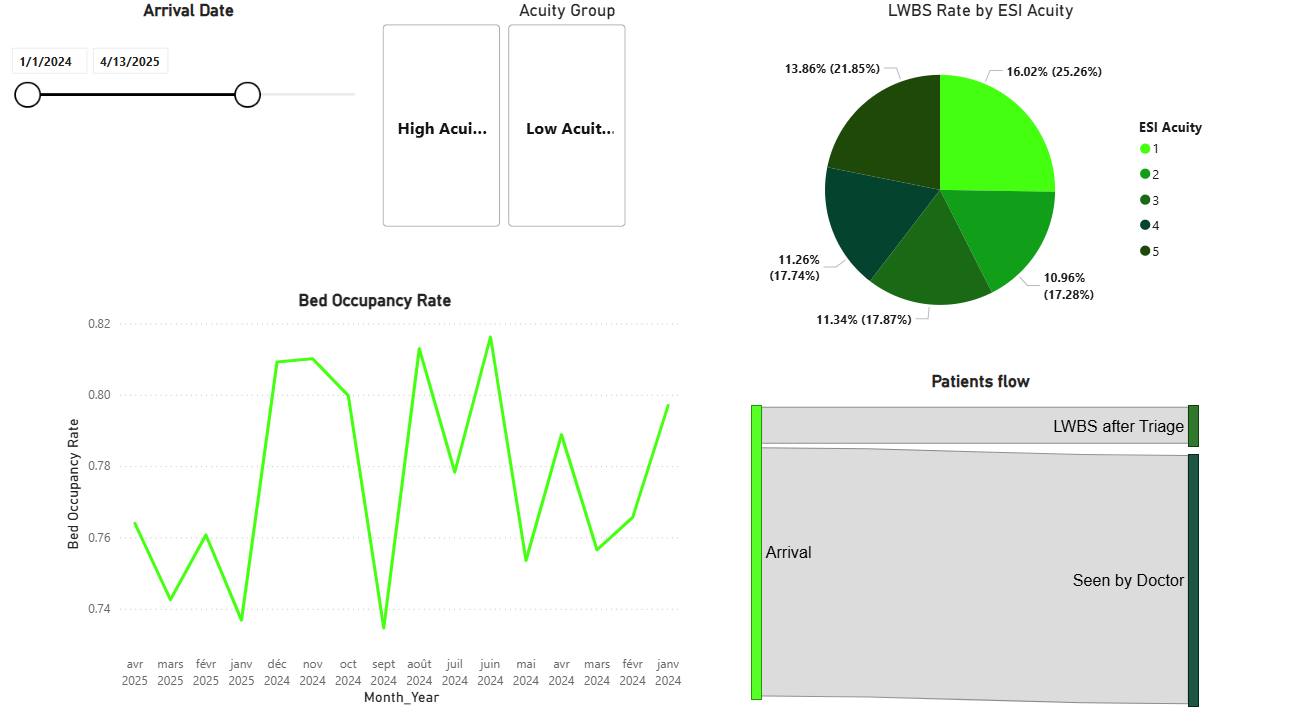 Arrival Date
1/1/2024
4/13/2025
Acuity Group
High Acui...
Low Acuit...
LWBS Rate by ESI Acuity
13.86% (21.85%)
16.02% (25.26%)
11.26%
(17.74%)
10.96%
(17.28%)
11.34% (17.87%)
ESI Acuity
1
2
3
4
5
Bed Occupancy Rate
Bed Occupancy Rate
0.82
0.80
0.78
0.76
0.74
avr 2025
mars 2025
févr 2025
janv 2025
déc 2024
nov 2024
oct 2024
sept 2024
août 2024
juil 2024
juin 2024
mai 2024
avr 2024
mars 2024
févr 2024
janv 2024
Month_Year
Patients flow
LWBS after Triage
Arrival
Seen by Doctor